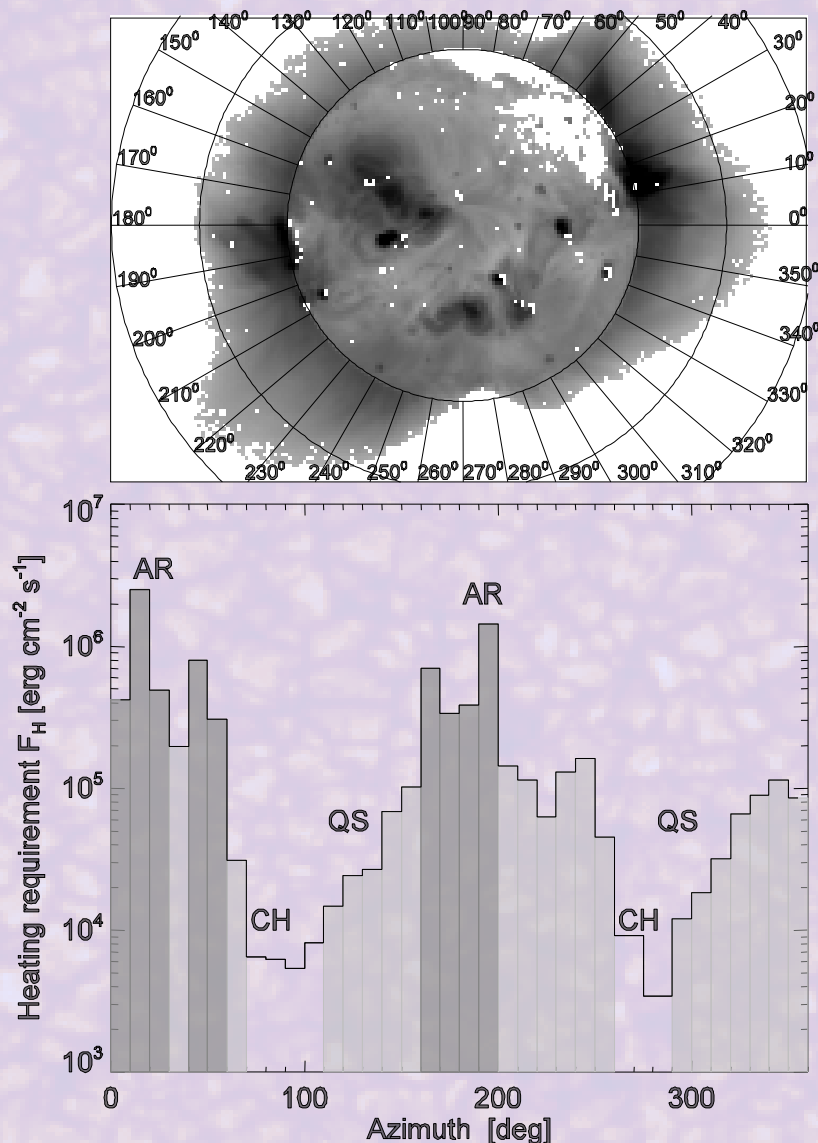 140⁰ 130⁰ 120⁰ 110⁰ 100⁰ 90⁰ 80⁰ 70⁰ 60⁰ 50⁰ 40⁰
150⁰ 30⁰
160⁰ 20⁰
170⁰ 10⁰
180⁰ 0⁰
190⁰ 350⁰
200⁰ 340⁰
210⁰ 330⁰
220⁰ 320⁰
230⁰ 240⁰ 250⁰ 260⁰ 270⁰ 280⁰ 290⁰ 300⁰ 310⁰
Heating requirement F_H [erg cm⁻² s⁻¹]
10⁷
10⁶
10⁵
10⁴
10³
AR
AR
QS
QS
CH
CH
0 100 200 300
Azimuth [deg]